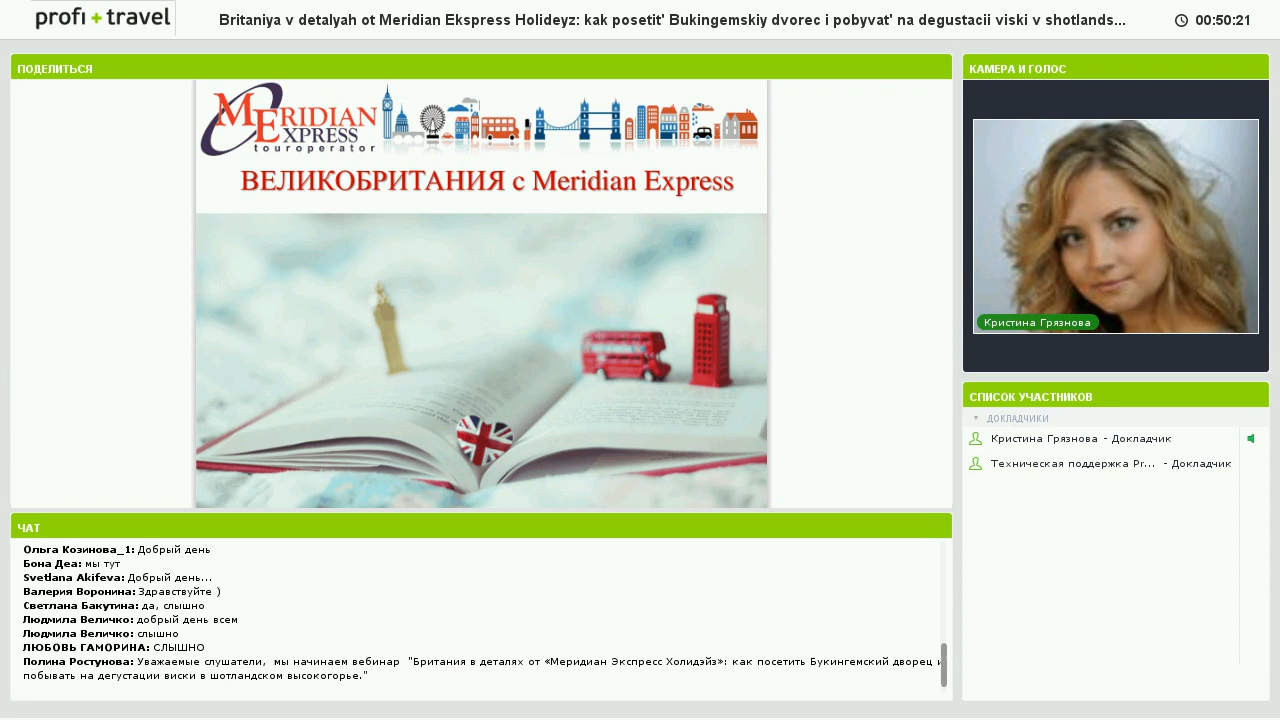 profi + travel
Britaniya v detalyah ot Meridian Ekspress Holideyz: kak posetit' Bukingemskiy dvorec i pobyvat' na degustacii viski v shotlands...
00:50:21
ПОДЕЛИТЬСЯ
MERIDIAN
EXPRESS
touroperator
ВЕЛИКОБРИТАНИЯ с Meridian Express
КАМЕРА И ГОЛОС
Кристина Грязнова
СПИСОК УЧАСТНИКОВ
ДОКЛАДЧИКИ
Кристина Грязнова - Докладчик
Техническая поддержка Pr... - Докладчик
ЧАТ
Ольга Козинова_1: Добрый день
Бона Деа: мы тут
Svetlana Akifeva: Добрый день...
Валерия Воронина: Здравствуйте )
Светлана Бакутина: да, слышно
Людмила Величко: добрый день всем
Людмила Величко: слышно
ЛЮБОВЬ ГАМОРИНА: СЛЫШНО
Полина Ростунова: Уважаемые слушатели, мы начинаем вебинар "Британия в деталях от «Меридиан Экспресс Холидэйз»: как посетить Букингемский дворец и
побывать на дегустации виски в шотландском высокогорье."